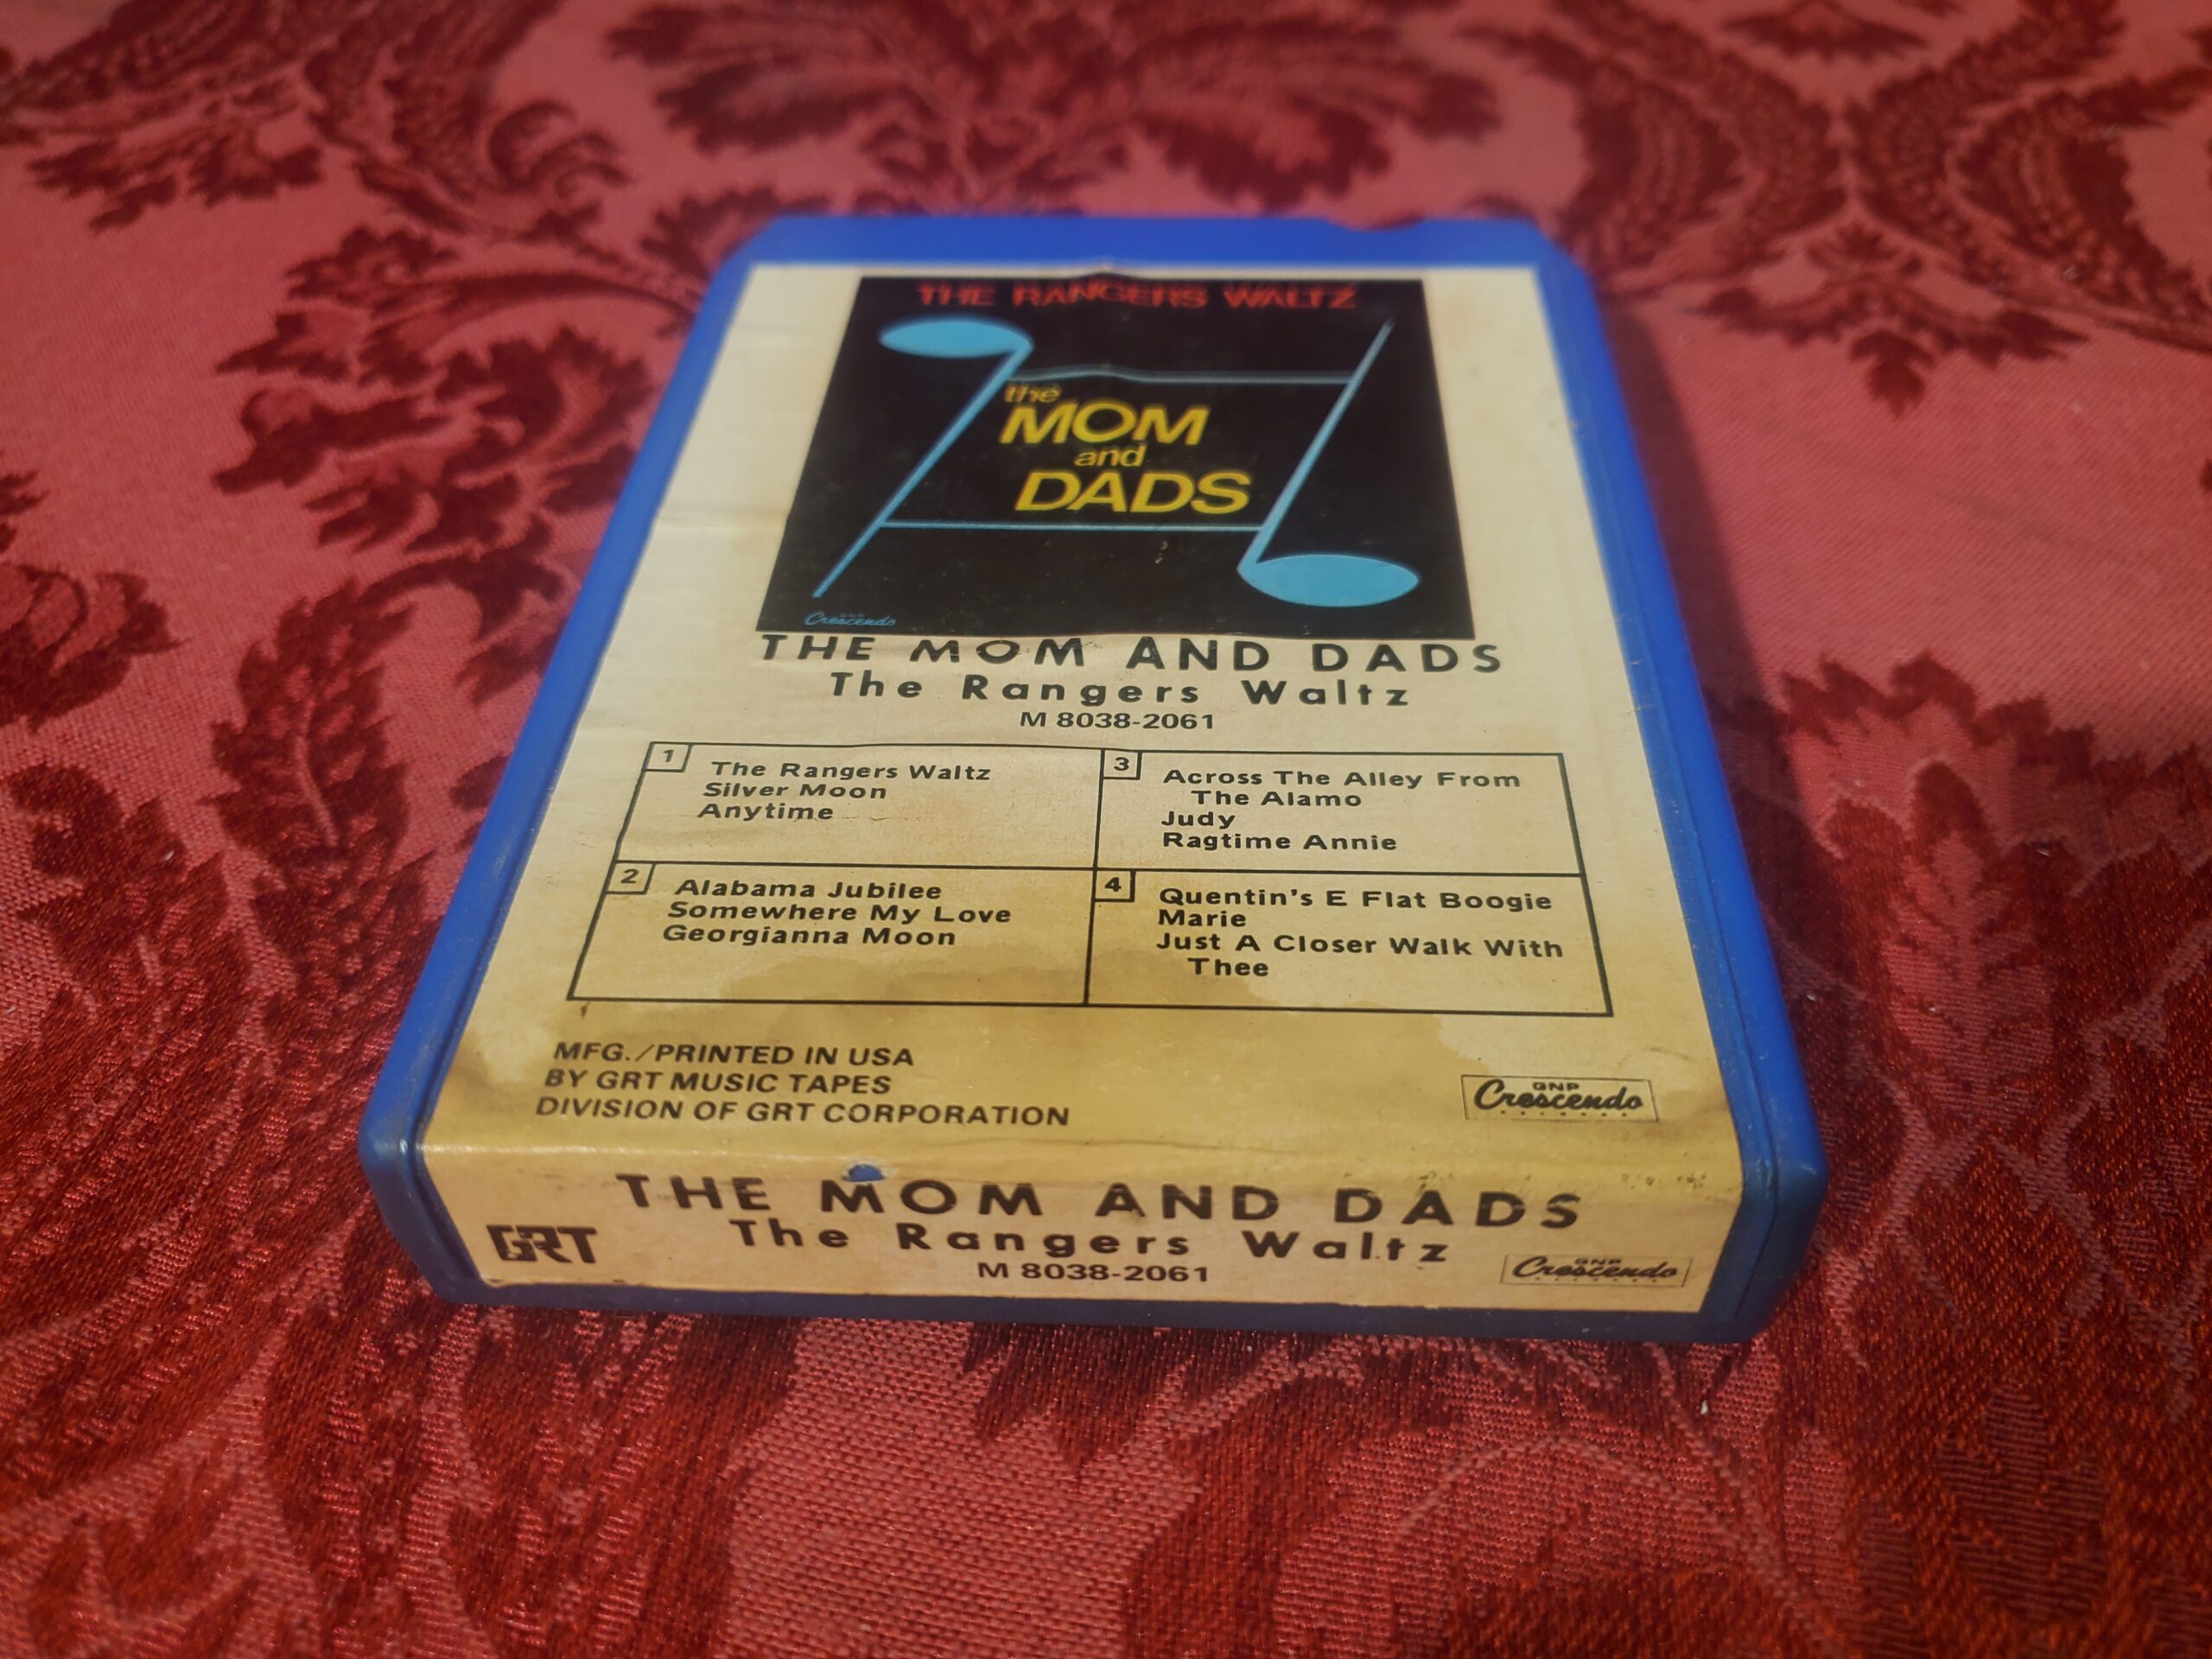 THE RANGERS WALTZ
the
MOM
and
DADS
GNP
Crescendo
THE MOM AND DADS
The Rangers Waltz
M 8038-2061
1
The Rangers Waltz
Silver Moon
Anytime
2
Alabama Jubilee
Somewhere My Love
Georgianna Moon
3
Across The Alley From
The Alamo
Judy
Ragtime Annie
4
Quentin's E Flat Boogie
Marie
Just A Closer Walk With
Thee
MFG./PRINTED IN USA
BY GRT MUSIC TAPES
DIVISION OF GRT CORPORATION
GNP
Crescendo
THE MOM AND DADS
The Rangers Waltz
M 8038-2061
GRT
GNP
Crescendo